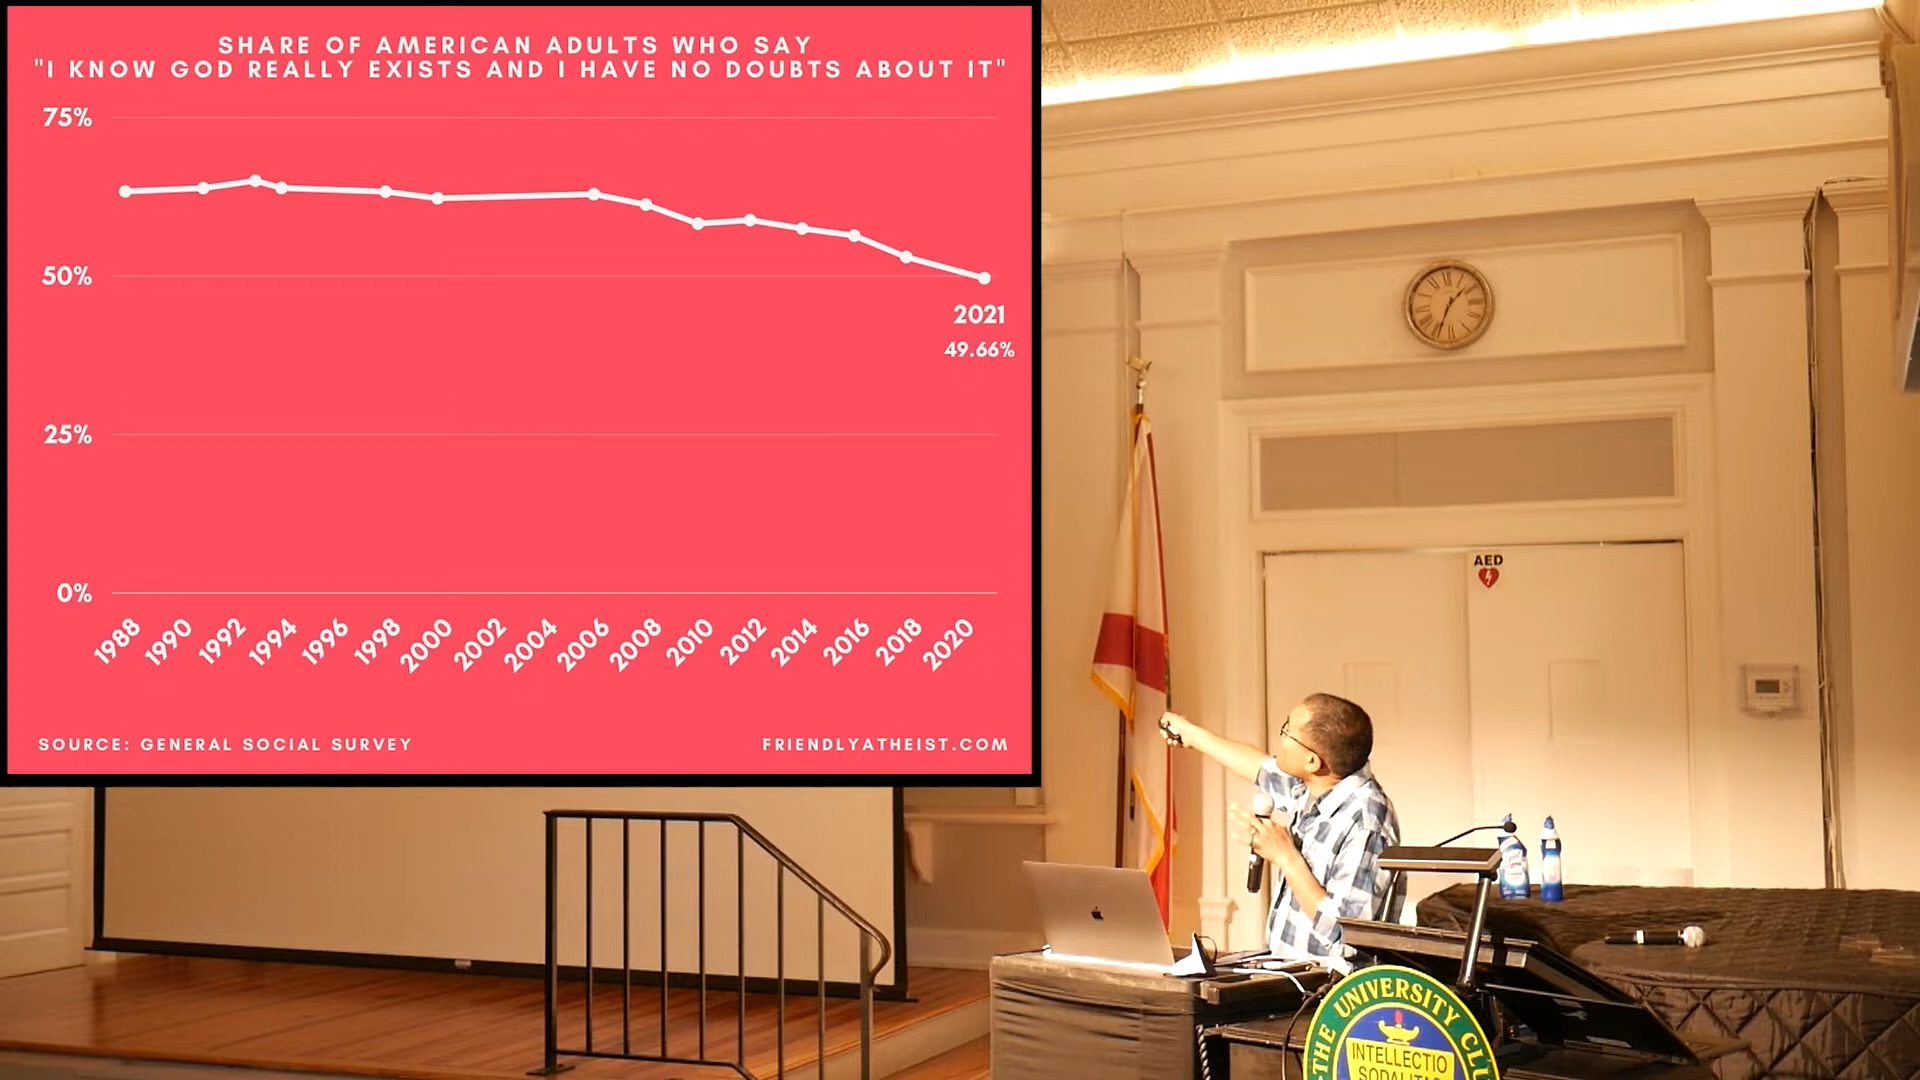 SHARE OF AMERICAN ADULTS WHO SAY
"I KNOW GOD REALLY EXISTS AND I HAVE NO DOUBTS ABOUT IT"
75%
50%
25%
0%
2021
49.66%
1988 1990 1992 1994 1996 1998 2000 2002 2004 2006 2008 2010 2012 2014 2016 2018 2020
SOURCE: GENERAL SOCIAL SURVEY
FRIENDLYATHEIST.COM
AED
THE UNIVERSITY CLU
INTELLECTIO